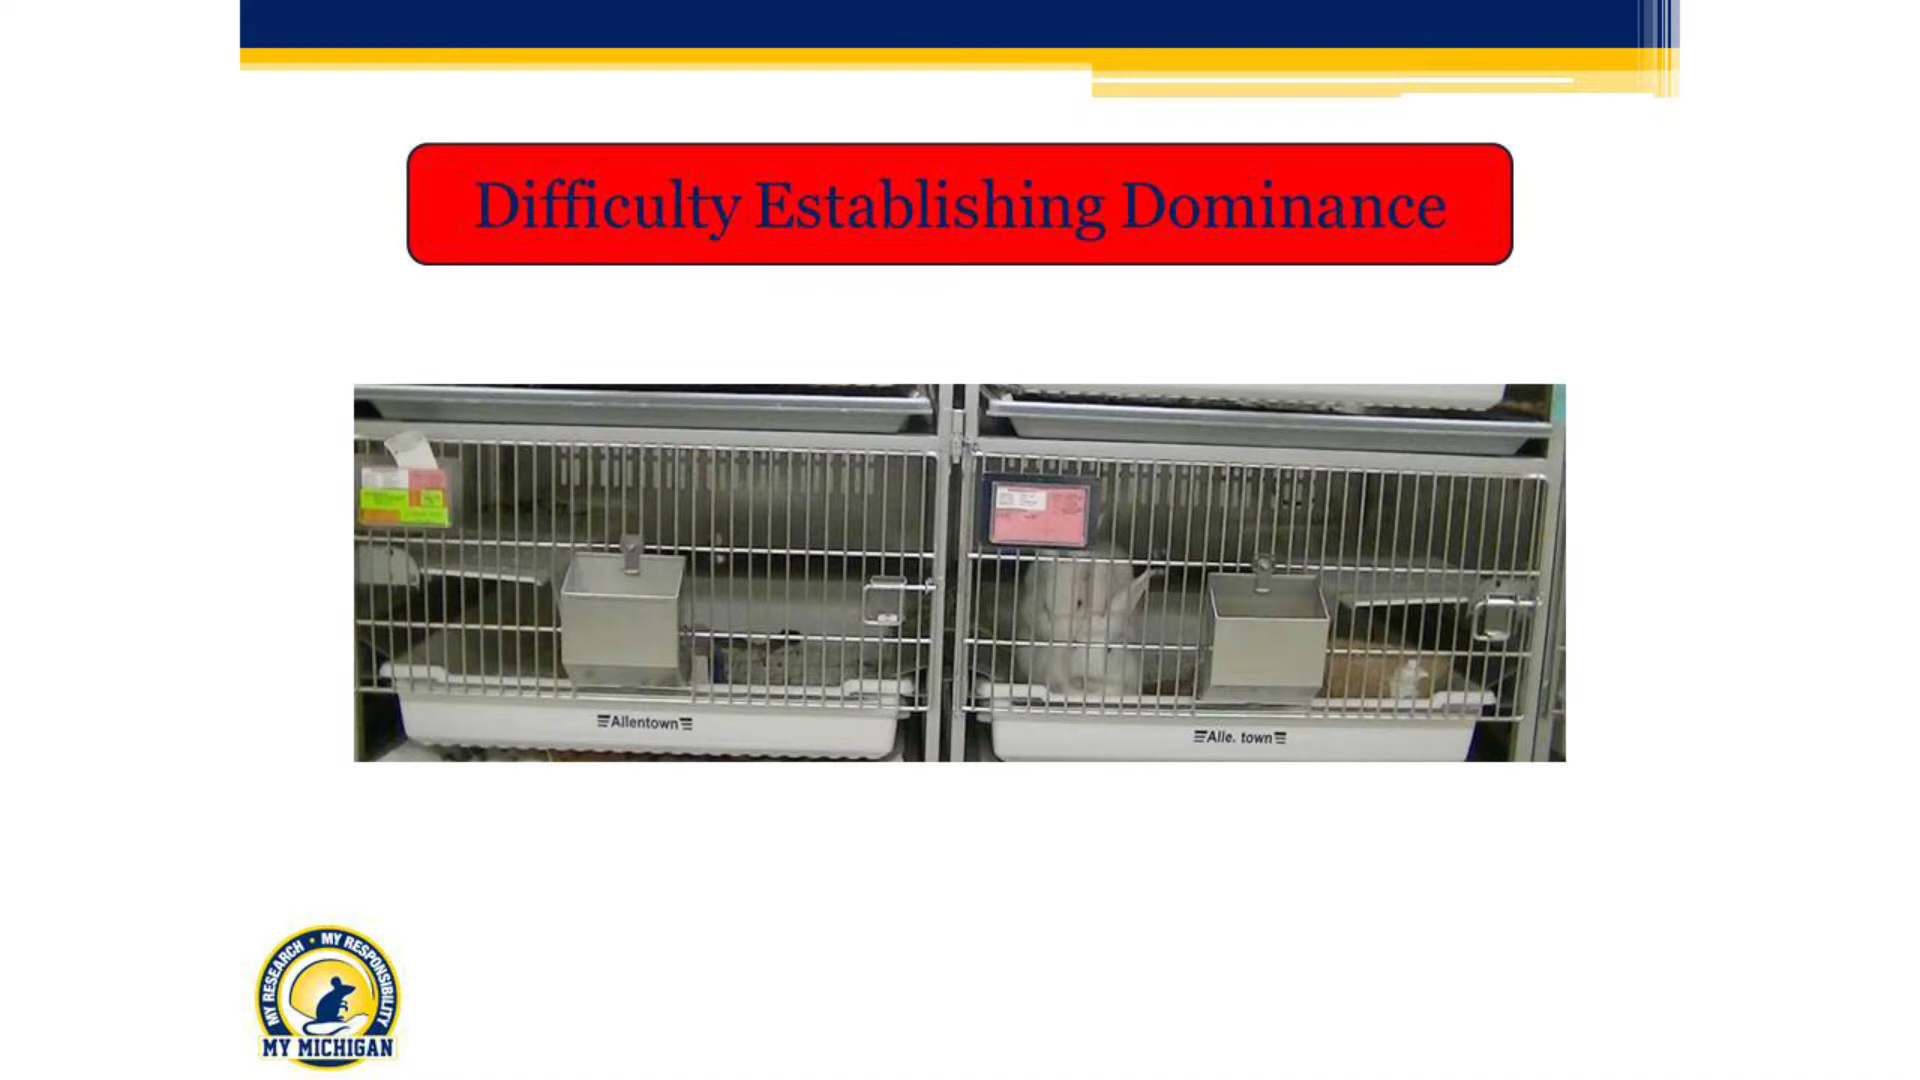 Difficulty Establishing Dominance
Allentown
Alle. town
MY RESEARCH • MY RESPONSIBILITY
MY MICHIGAN